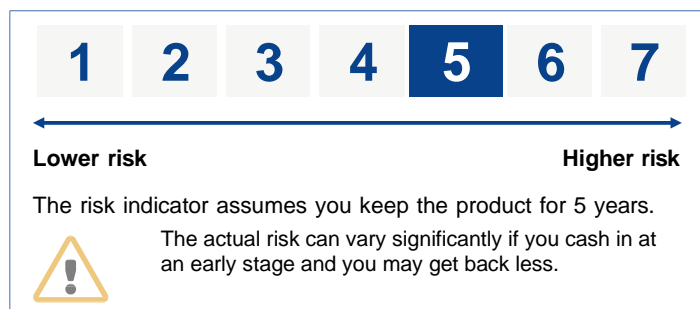 1 2 3 4 5 6 7
Lower risk Higher risk
The risk indicator assumes you keep the product for 5 years.
The actual risk can vary significantly if you cash in at
an early stage and you may get back less.